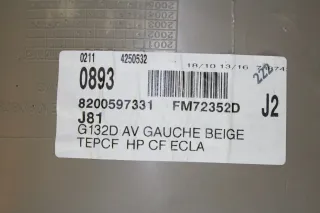 0211 4250532 18/10 13/16
0893
8200597331 FM72352D J2
J81
G132D AV GAUCHE BEIGE
TEPCF HP CF ECLA